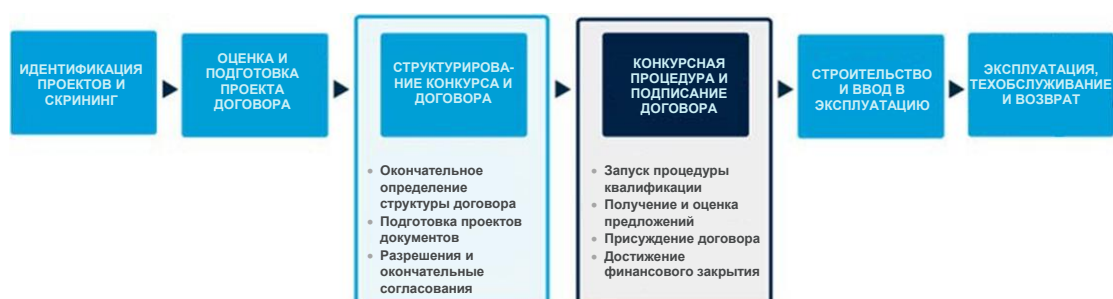 ИДЕНТИФИКАЦИЯ
ПРОЕКТОВ И
СКРИНИНГ
ОЦЕНКА И
ПОДГОТОВКА
ПРОЕКТА
ДОГОВОРА
СТРУКТУРИРОВА-
НИЕ КОНКУРСА И
ДОГОВОРА
• Окончательное
определение
структуры договора
• Подготовка проектов
документов
• Разрешения и
окончательные
согласования
КОНКУРСНАЯ
ПРОЦЕДУРА И
ПОДПИСАНИЕ
ДОГОВОРА
• Запуск процедуры
квалификации
• Получение и оценка
предложений
• Присуждение договора
• Достижение
финансового закрытия
СТРОИТЕЛЬСТВО
И ВВОД В
ЭКСПЛУАТАЦИЮ
ЭКСПЛУАТАЦИЯ,
ТЕХОБСЛУЖИВАНИЕ
И ВОЗВРАТ